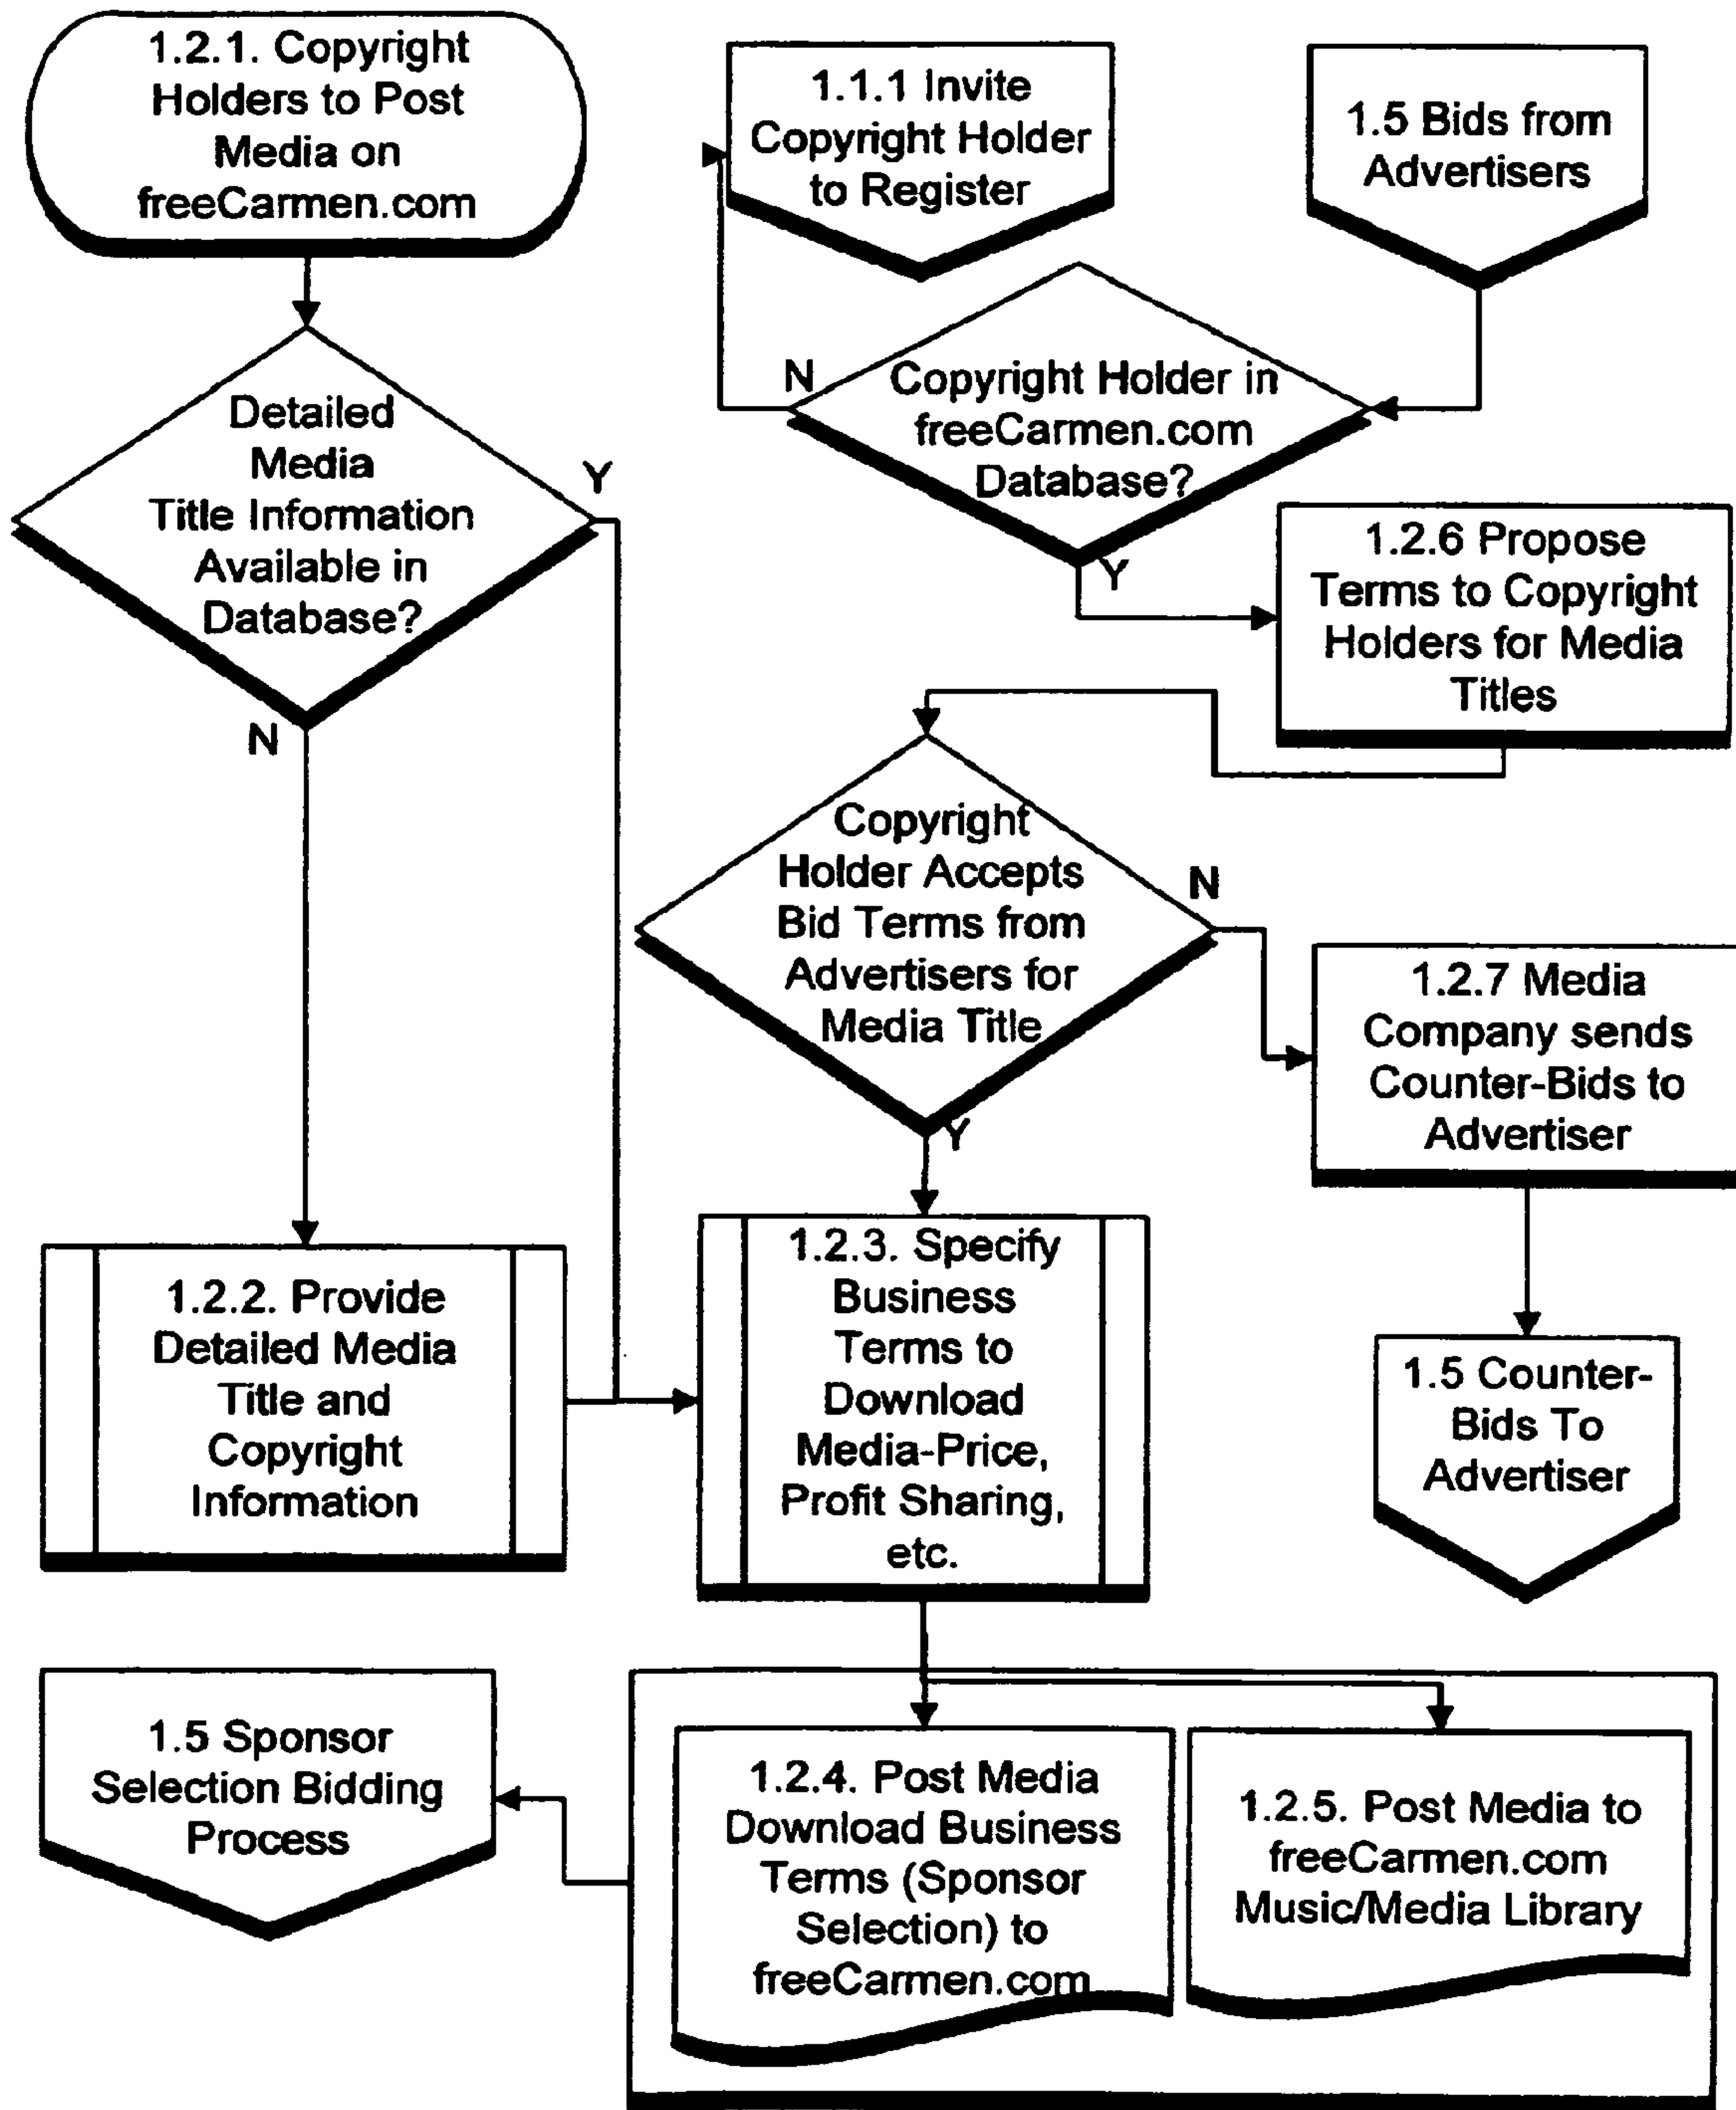 1.2.1. Copyright
Holders to Post
Media on
freeCarmen.com
1.1.1 Invite
Copyright Holder
to Register
1.5 Bids from
Advertisers
N
Copyright Holder in
freeCarmen.com
Database?
Y
Detailed
Media
Title Information
Available in
Database?
Y
N
1.2.6 Propose
Terms to Copyright
Holders for Media
Titles
Copyright
Holder Accepts
Bid Terms from
Advertisers for
Media Title
N
Y
1.2.7 Media
Company sends
Counter-Bids to
Advertiser
1.2.2. Provide
Detailed Media
Title and
Copyright
Information
1.2.3. Specify
Business
Terms to
Download
Media-Price,
Profit Sharing,
etc.
1.5 Counter-
Bids To
Advertiser
1.5 Sponsor
Selection Bidding
Process
1.2.4. Post Media
Download Business
Terms (Sponsor
Selection) to
freeCarmen.com
1.2.5. Post Media to
freeCarmen.com
Music/Media Library